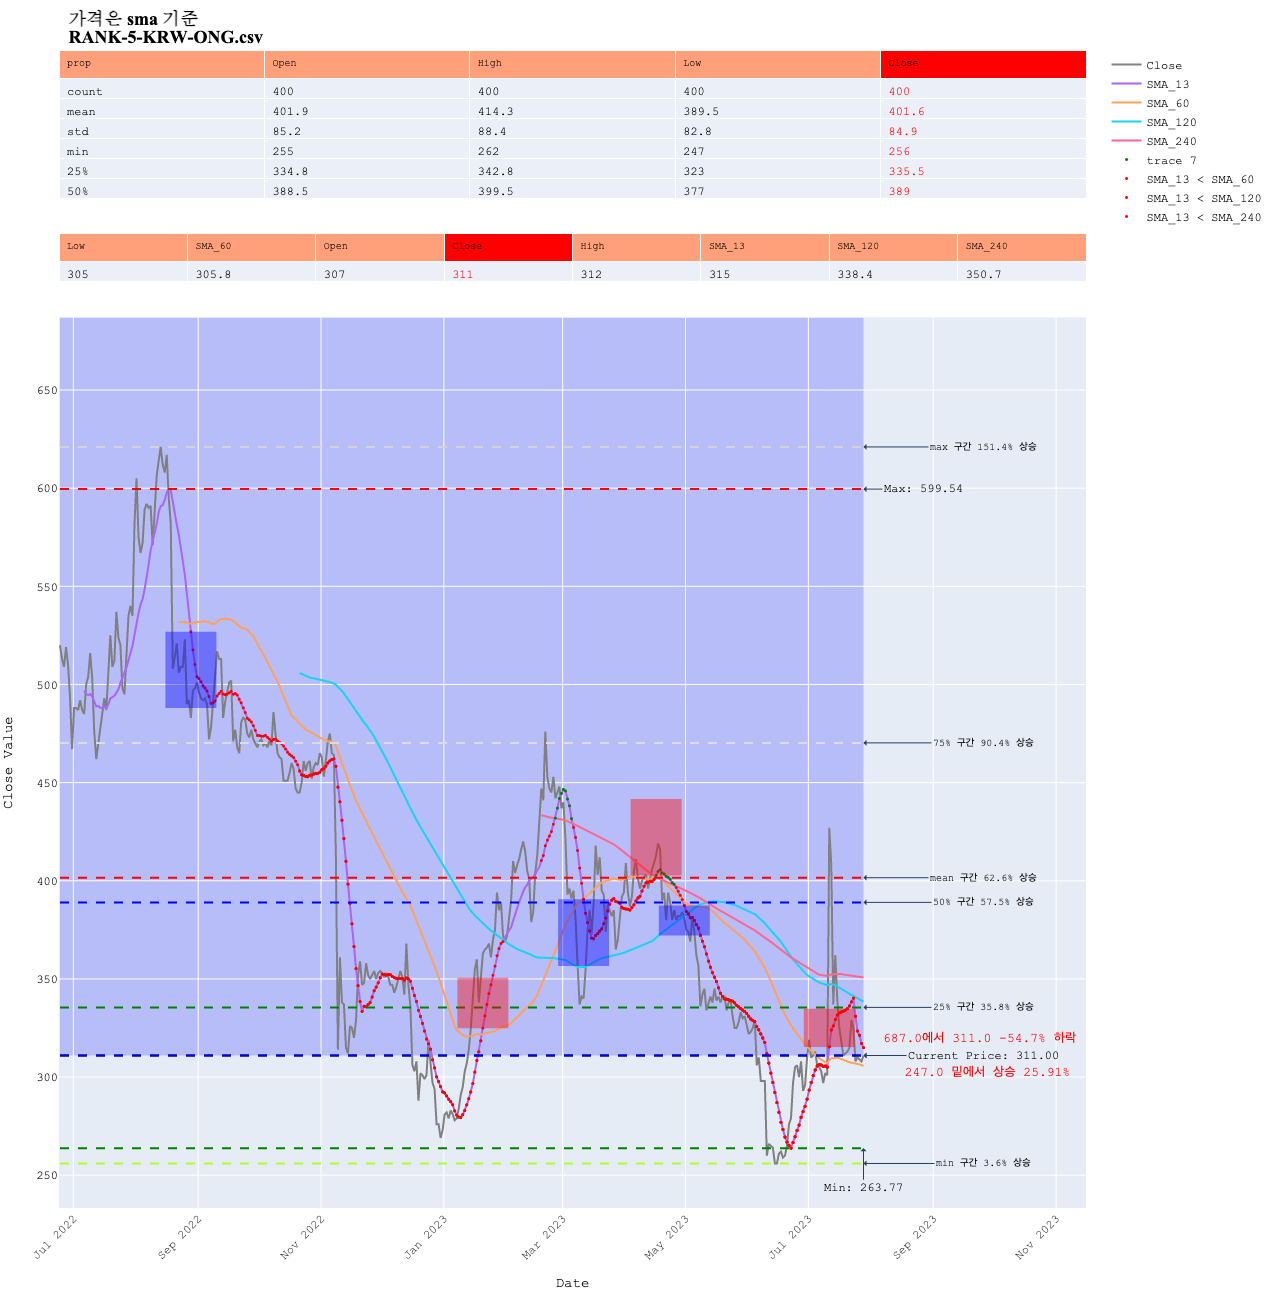 가격은 sma 기준
RANK-5-KRW-ONG.csv
prop Open High Low Close
count 400 400 400 400
mean 401.9 414.3 389.5 401.6
std 85.2 88.4 82.8 84.9
min 255 262 247 256
25% 334.8 342.8 323 335.5
50% 388.5 399.5 377 389
Low SMA_60 Open Close High SMA_13 SMA_120 SMA_240
305 305.8 307 311 312 315 338.4 350.7
Close
SMA_13
SMA_60
SMA_120
SMA_240
trace 7
SMA_13 < SMA_60
SMA_13 < SMA_120
SMA_13 < SMA_240
Close Value
650
600
550
500
450
400
350
300
250
max 구간 151.4% 상승
Max: 599.54
75% 구간 90.4% 상승
mean 구간 62.6% 상승
50% 구간 57.5% 상승
25% 구간 35.8% 상승
687.0에서 311.0 -54.7% 하락
Current Price: 311.00
247.0 밑에서 상승 25.91%
min 구간 3.6% 상승
Min: 263.77
Jul 2022
Sep 2022
Nov 2022
Jan 2023
Mar 2023
May 2023
Jul 2023
Sep 2023
Nov 2023
Date